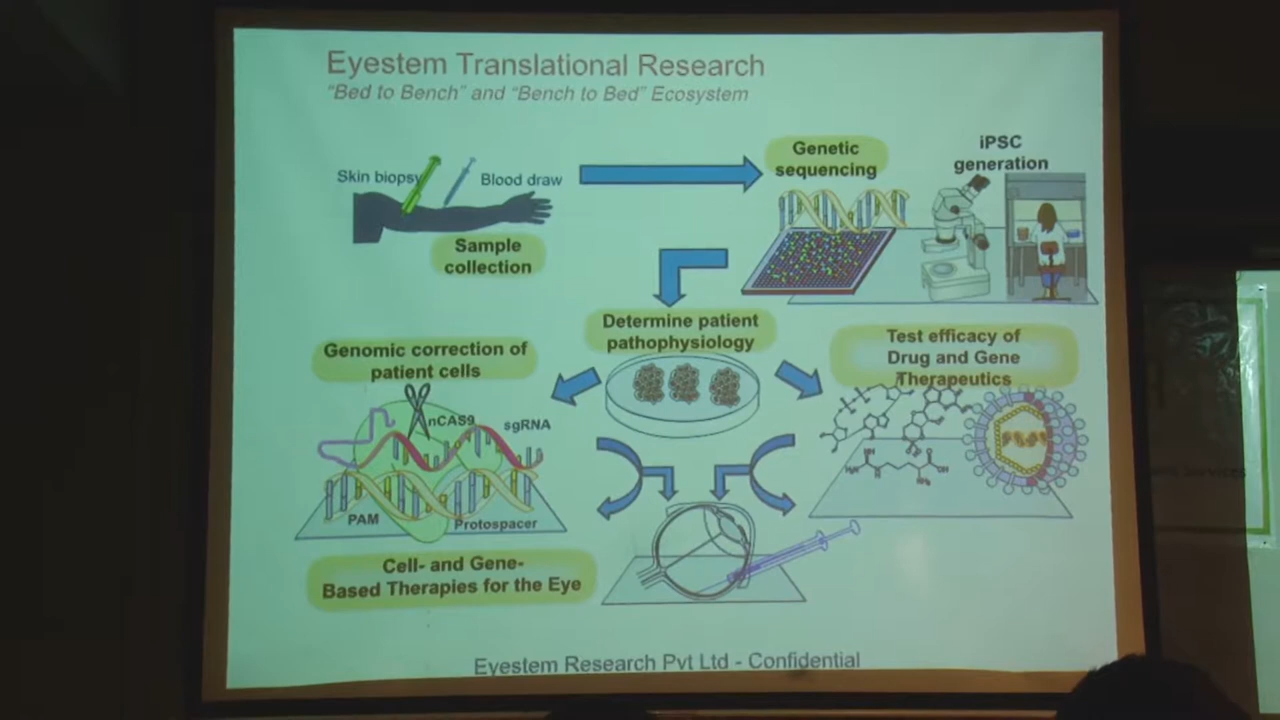 Eyestem Translational Research
"Bed to Bench" and "Bench to Bed" Ecosystem
Skin biopsy
Blood draw
Sample
collection
Genetic
sequencing
iPSC
generation
Determine patient
pathophysiology
Genomic correction of
patient cells
nCAS9
sgRNA
PAM
Protospacer
Test efficacy of
Drug and Gene
Therapeutics
Cell- and Gene-
Based Therapies for the Eye
Eyestem Research Pvt Ltd - Confidential